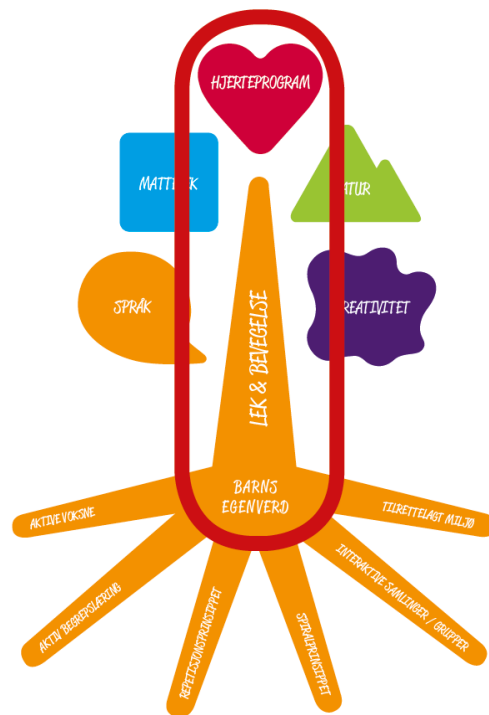 HJERTEPROGRAM
SPRÅK
LEK & BEVEGELSE
BARNS
EGENVERD
AKTIVE VOKSNE
TILRETTELAGT MILJØ
AKTIV BEGREPSLÆRING
INTERAKTIVE SAMLINGER / GRUPPER
REPETISJONSPRINSIPPET
SPIRALPRINSIPPET